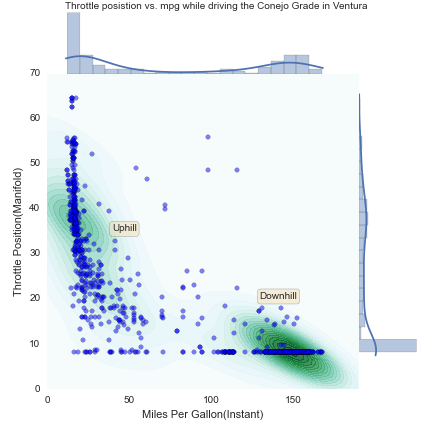 Throttle posistion vs. mpg while driving the Conejo Grade in Ventura
70
60
50
40
30
20
10
0
Throttle Position(Manifold)
Uphill
Downhill
0 50 100 150
Miles Per Gallon(Instant)